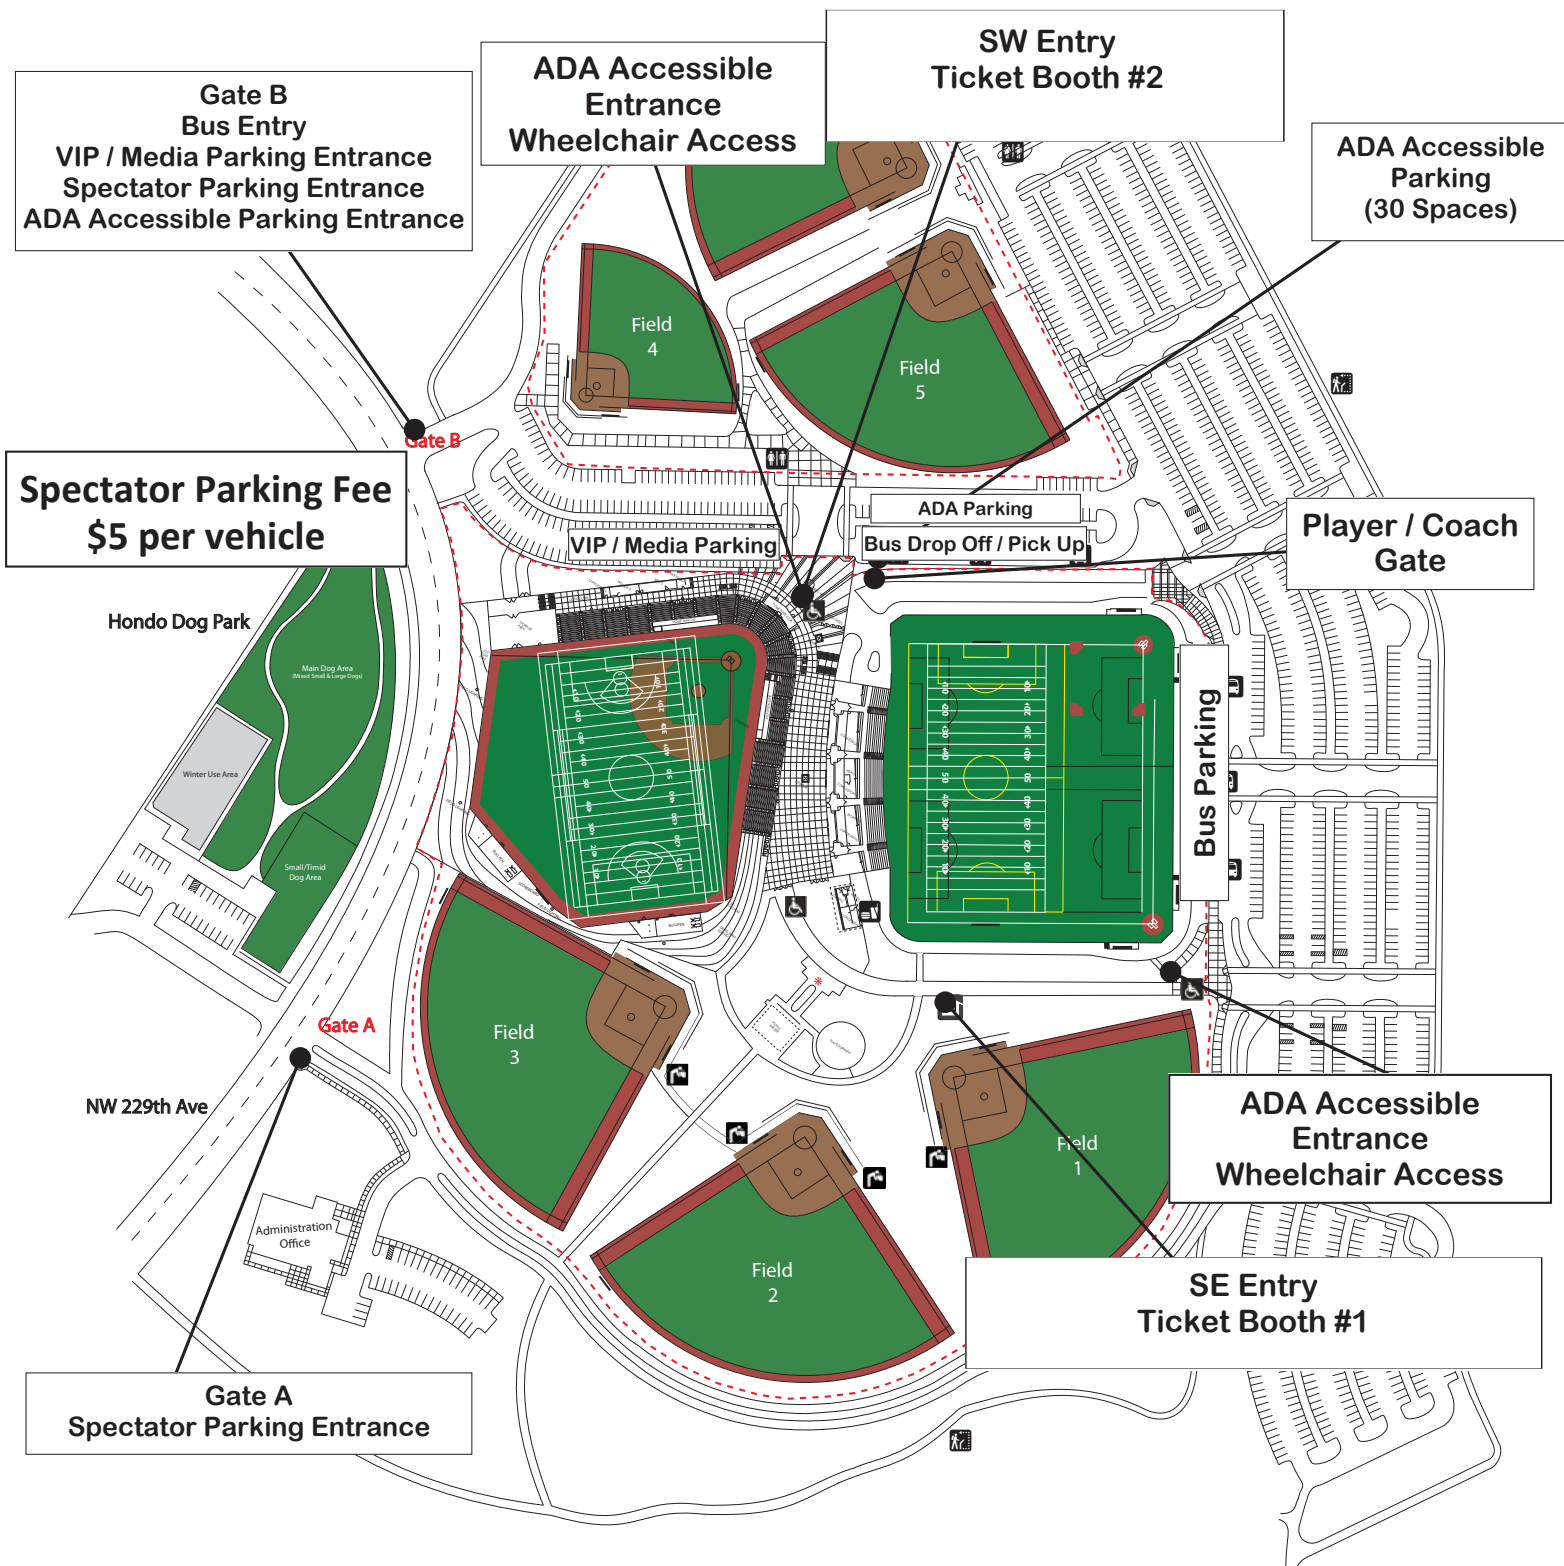 SW Entry
Ticket Booth #2
ADA Accessible
Entrance
Wheelchair Access
Gate B
Bus Entry
VIP / Media Parking Entrance
Spectator Parking Entrance
ADA Accessible Parking Entrance
ADA Accessible
Parking
(30 Spaces)
Field
4
Field
5
Gate B
Spectator Parking Fee
$5 per vehicle
ADA Parking
VIP / Media Parking
Bus Drop Off / Pick Up
Player / Coach
Gate
Hondo Dog Park
Main Dog Area
(Mixed Small & Large Dogs)
Winter Use Area
Small/Timid
Dog Area
Bus Parking
Gate A
Field
3
NW 229th Ave
Field
1
ADA Accessible
Entrance
Wheelchair Access
Administration
Office
Field
2
SE Entry
Ticket Booth #1
Gate A
Spectator Parking Entrance